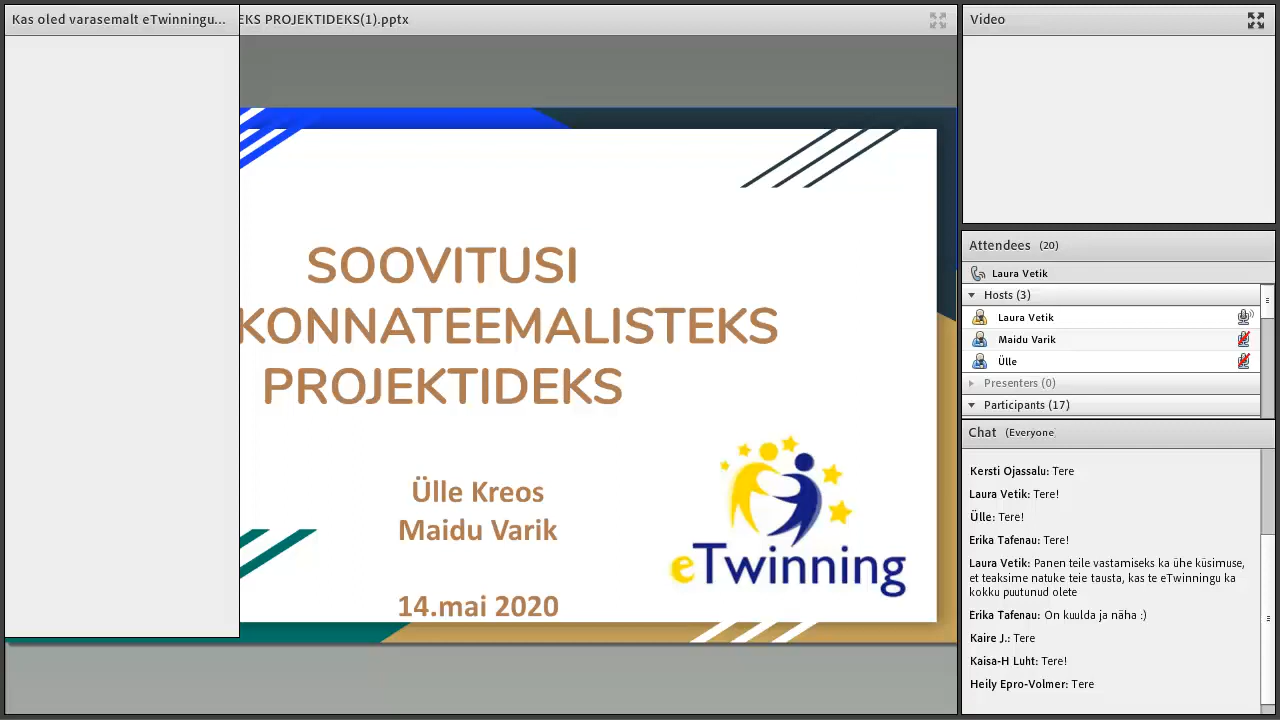 Kas oled varasemalt eTwinningu...
EKS PROJEKTIDEKS(1).pptx
SOOVITUSI
KONNATEEMALISTEKS
PROJEKTIDEKS
Ülle Kreos
Maidu Varik
14.mai 2020
eTwinning
Video
Attendees (20)
Laura Vetik
Hosts (3)
Laura Vetik
Maidu Varik
Ülle
Presenters (0)
Participants (17)
Chat (Everyone
Kersti Ojassalu: Tere
Laura Vetik: Tere!
Ülle: Tere!
Erika Tafenau: Tere!
Laura Vetik: Panen teile vastamiseks ka ühe küsimuse,
et teaksime natuke teie tausta, kas te eTwinningu ka
kokku puutunud olete
Erika Tafenau: On kuulda ja näha :)
Kaire J.: Tere
Kaisa-H Luht: Tere!
Heily Epro-Volmer: Tere